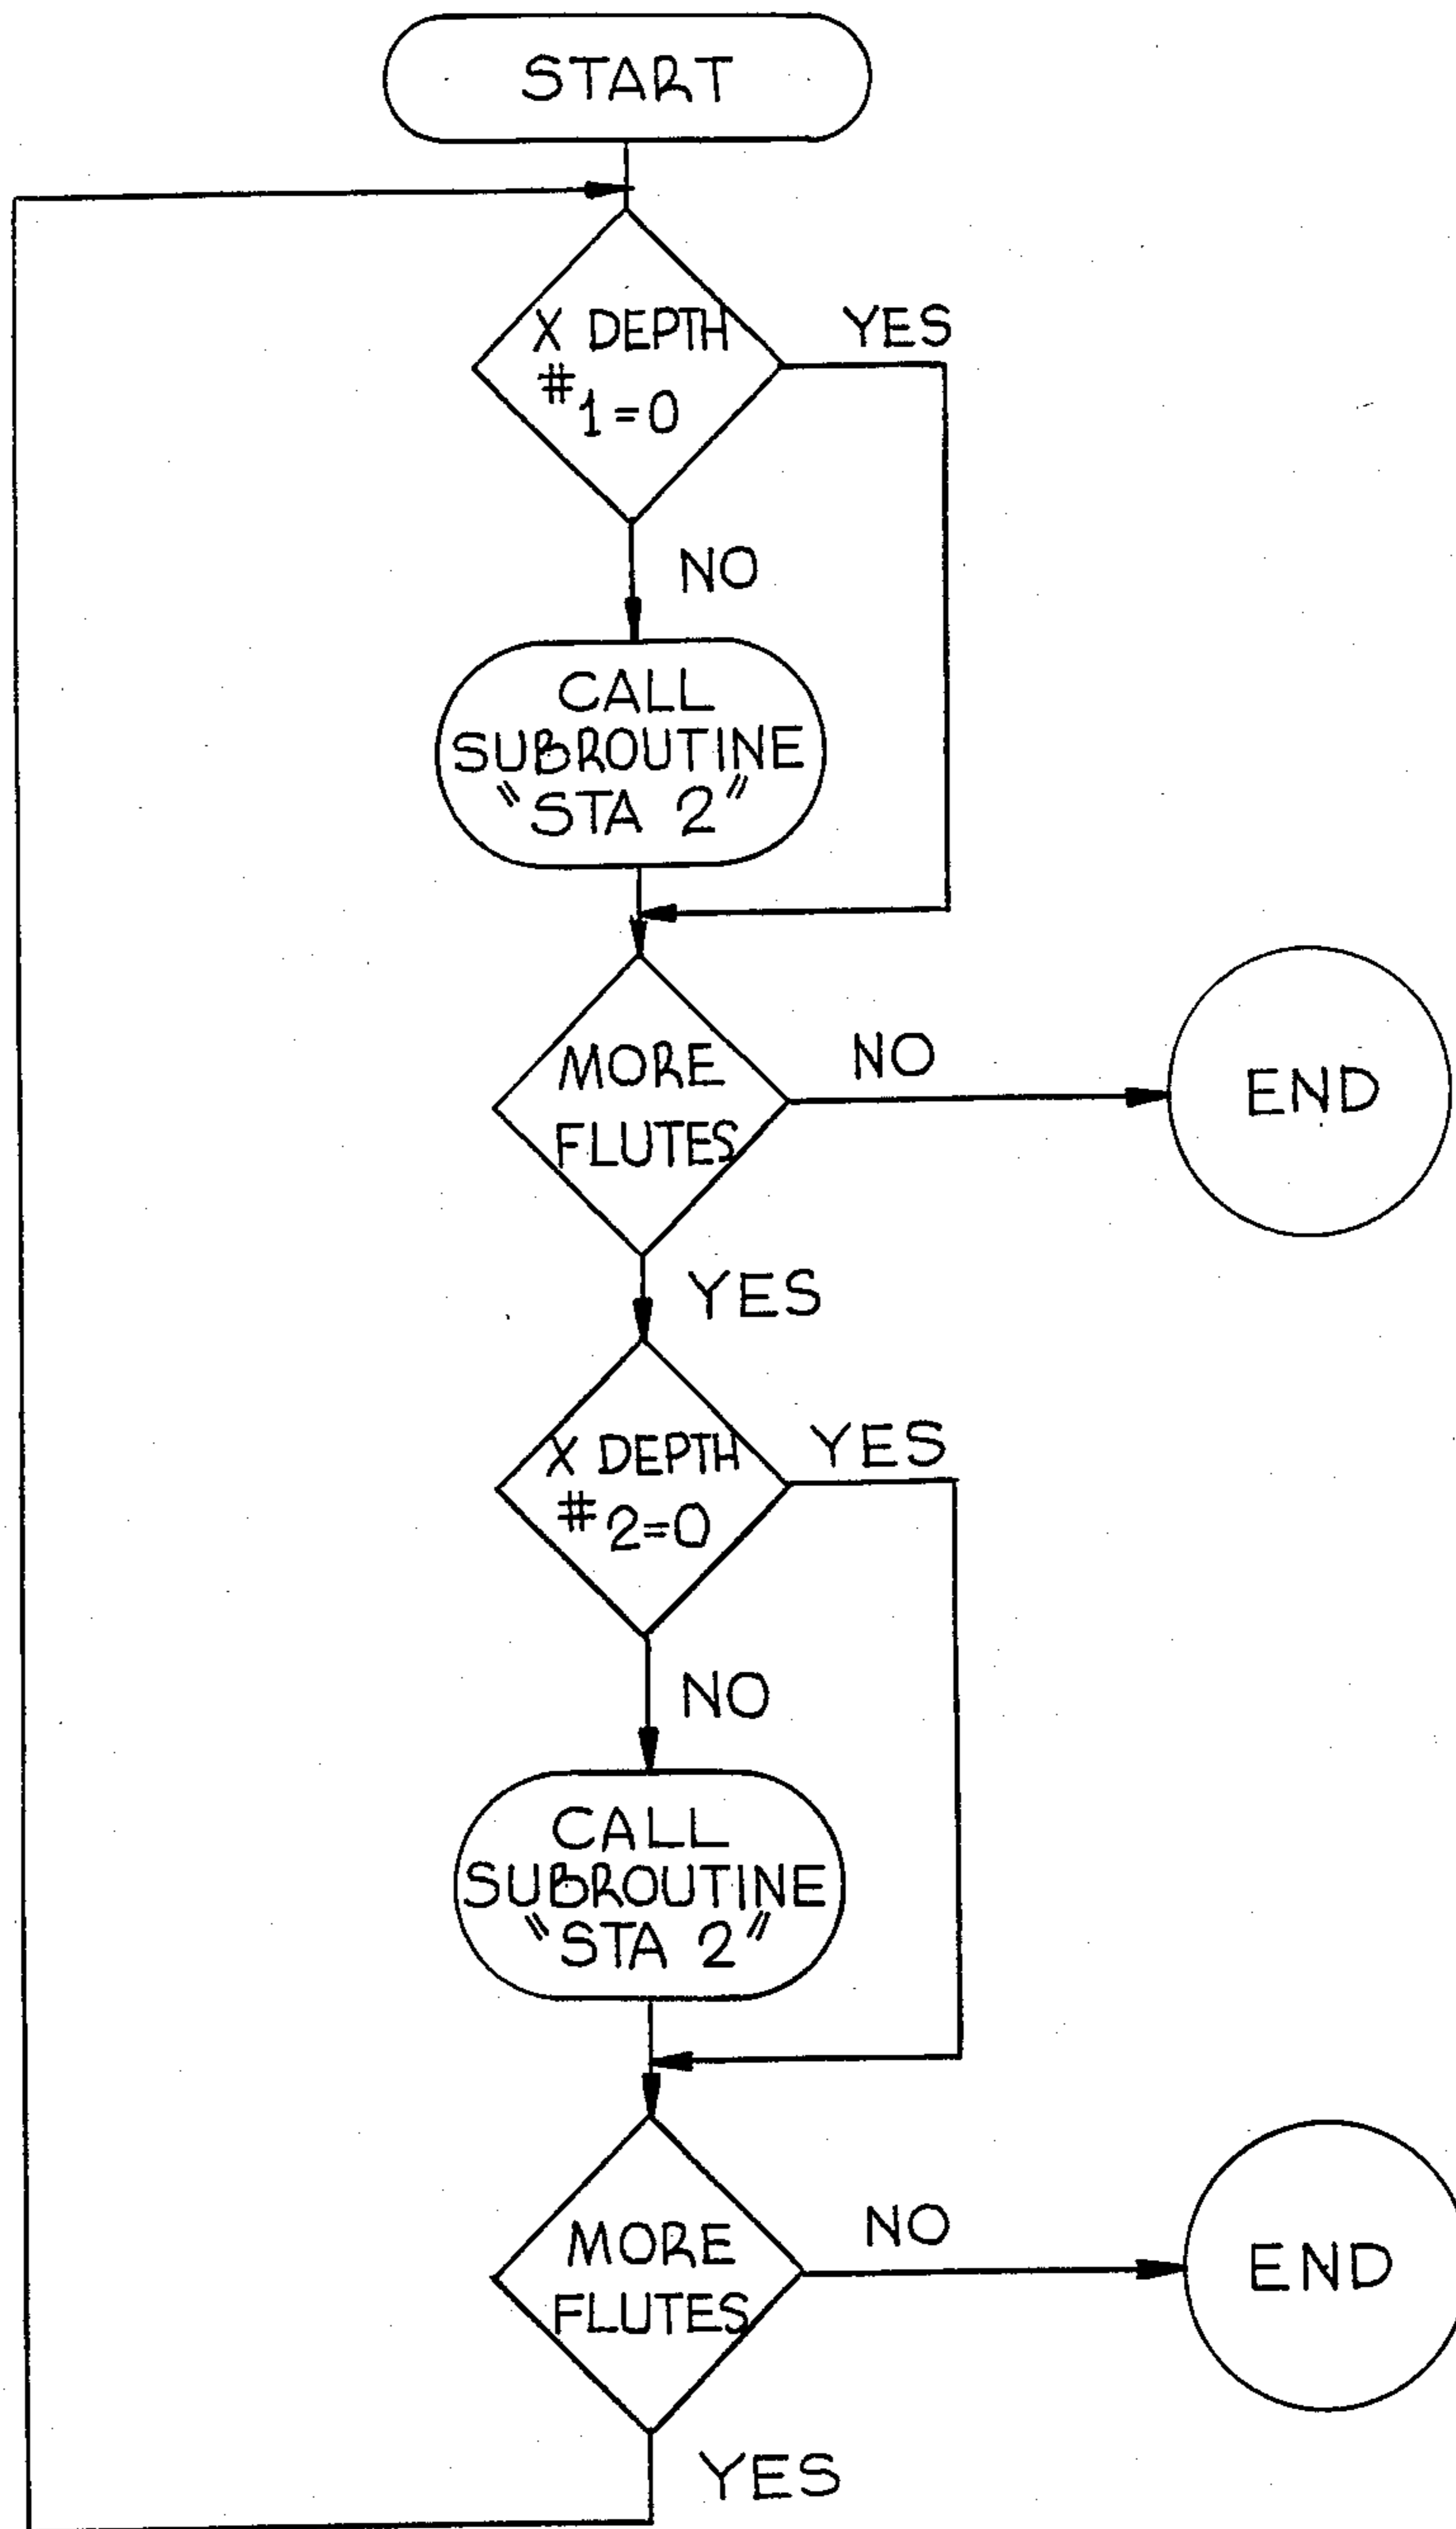 START
X DEPTH
#1=0
YES
NO
CALL
SUBROUTINE
"STA 2"
MORE
FLUTES
NO
END
YES
X DEPTH
#2=0
YES
NO
CALL
SUBROUTINE
"STA 2"
MORE
FLUTES
NO
END
YES